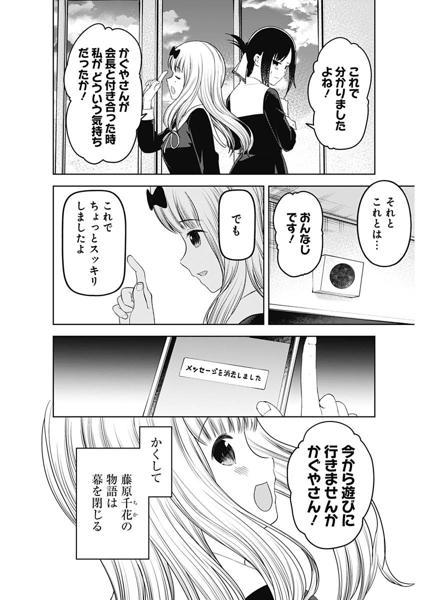 これで
分かりました
よね！
かぐやさんが
会長と付き合った時
私がどういう気持ち
だったか！
それと
これとは…
おんなじ
です！
でも
これで
ちょっとスッキリ
しましたよ
メッセージを消去しました
今から遊びに
行きませんか
かぐやさん！
かくして
藤原千花の
ちか
物語は
幕を閉じる